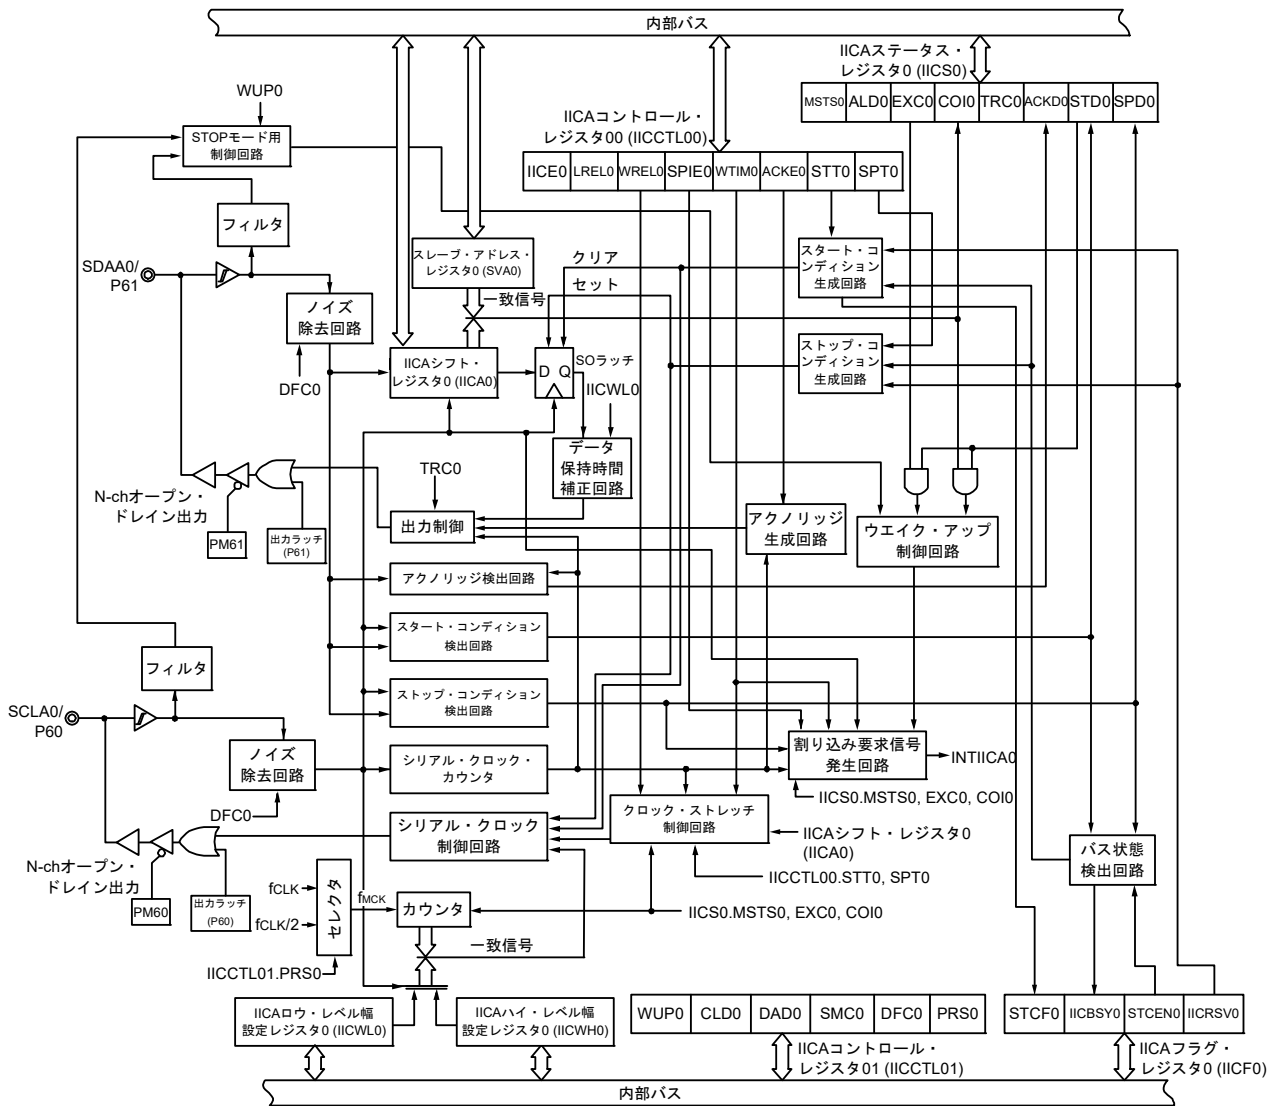 内部バス
IICAステータス・
レジスタ0 (IICS0)
MSTS0 ALD0 EXC0 COI0 TRC0 ACKD0 STD0 SPD0
WUP0
STOPモード用
制御回路
IICAコントロール・
レジスタ00 (IICCTL00)
IICE0 LREL0 WREL0 SPIE0 WTIM0 ACKE0 STT0 SPT0
フィルタ
SDAA0/
P61
スレーブ・アドレス・
レジスタ0 (SVA0)
クリア
セット
スタート・コ
ンディション
生成回路
一致信号
ノイズ
除去回路
DFC0
IICAシフト・
レジスタ0 (IICA0)
D Q
SOラッチ
IICWL0
ストップ・コ
ンディション
生成回路
データ
保持時間
補正回路
TRC0
N-chオープン・
ドレイン出力
PM61
出力ラッチ
(P61)
出力制御
アクノリッジ
生成回路
ウエイク・アップ
制御回路
アクノリッジ検出回路
スタート・コンディション
検出回路
フィルタ
ストップ・コンディション
検出回路
SCLA0/
P60
ノイズ
除去回路
DFC0
シリアル・クロック・
カウンタ
割り込み要求信号
発生回路
INTIICA0
IICS0.MSTS0, EXC0, COI0
シリアル・クロック
制御回路
クロック・ストレッチ
制御回路
IICAシフト・レジスタ0
(IICA0)
IICCTL00.STT0, SPT0
バス状態
検出回路
N-chオープン・
ドレイン出力
PM60
出力ラッチ
(P60)
fCLK
fCLK/2
セレクタ
fMCK
カウンタ
IICS0.MSTS0, EXC0, COI0
一致信号
IICCTL01.PRS0
IICAロウ・レベル幅
設定レジスタ0 (IICWL0)
IICAハイ・レベル幅
設定レジスタ0 (IICWH0)
WUP0 CLD0 DAD0 SMC0 DFC0 PRS0
STCF0 IICBSY0 STCEN0 IICRSV0
IICAコントロール・
レジスタ01 (IICCTL01)
IICAフラグ・
レジスタ0 (IICF0)
内部バス